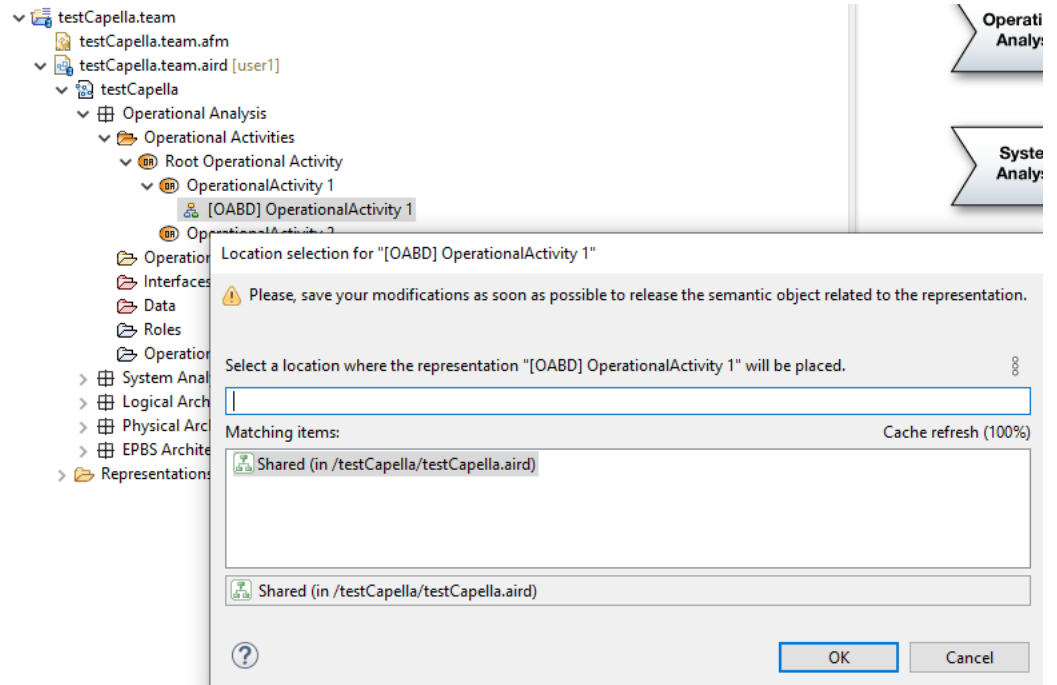 testCapella.team
testCapella.team.afm
testCapella.team.aird [user1]
testCapella
Operational Analysis
Operational Activities
Root Operational Activity
OperationalActivity 1
[OABD] OperationalActivity 1
Interfaces
Data
Roles
System
Logical
Physical
EPBS
Representations
Location selection for "[OABD] OperationalActivity 1"
Please, save your modifications as soon as possible to release the semantic object related to the representation.
Select a location where the representation "[OABD] OperationalActivity 1" will be placed.
Matching items:
Cache refresh (100%)
Shared (in /testCapella/testCapella.aird)
Shared (in /testCapella/testCapella.aird)
?
OK
Cancel